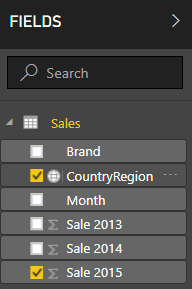 FIELDS
Search
Sales
Brand
CountryRegion
Month
Sale 2013
Sale 2014
Sale 2015